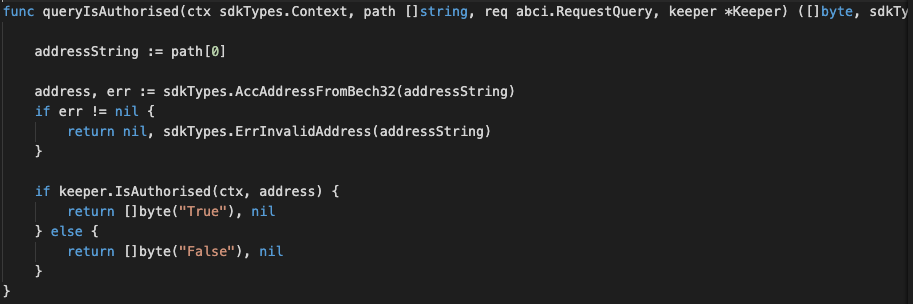 func queryIsAuthorised(ctx sdkTypes.Context, path []string, req abci.RequestQuery, keeper *Keeper) ([]byte, sdkTy
addressString := path[0]
address, err := sdkTypes.AccAddressFromBech32(addressString)
if err != nil {
return nil, sdkTypes.ErrInvalidAddress(addressString)
}
if keeper.IsAuthorised(ctx, address) {
return []byte("True"), nil
} else {
return []byte("False"), nil
}
}